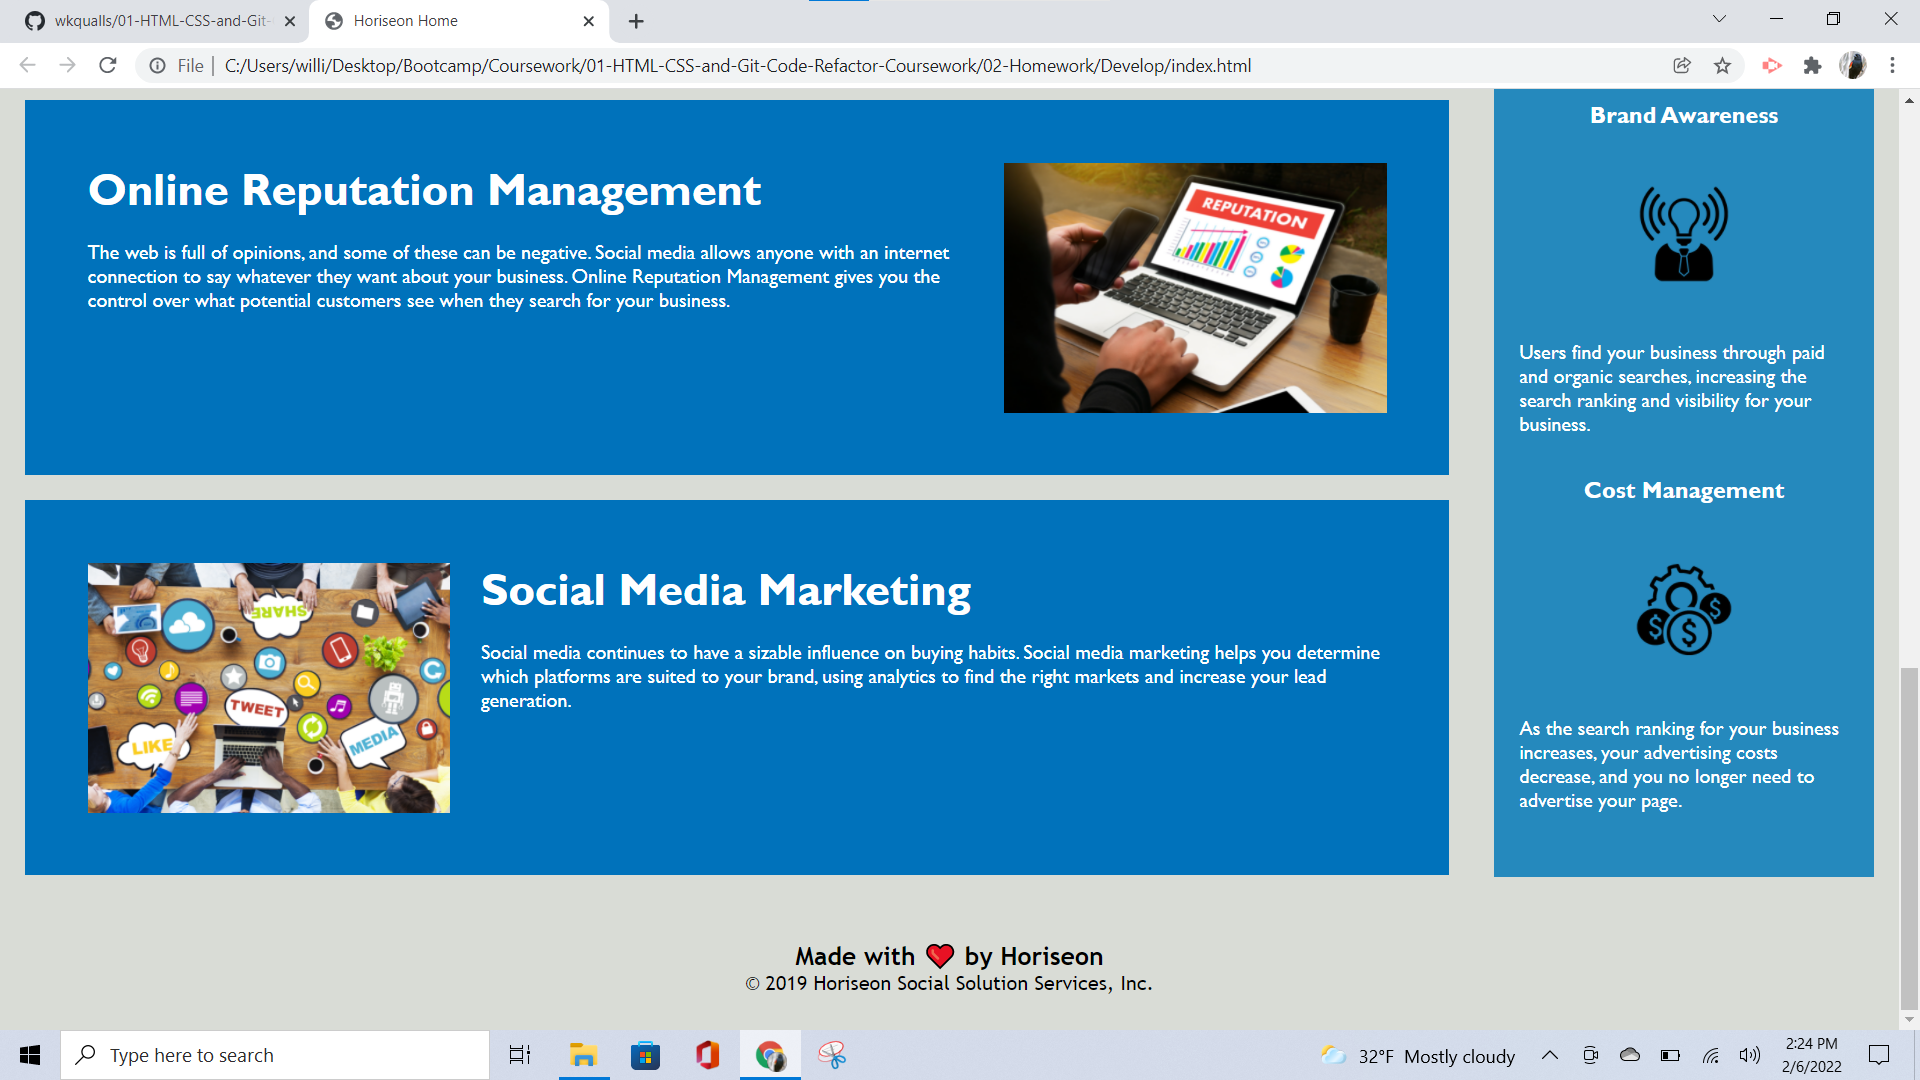 wkqualls/01-HTML-CSS-and-Git-
Horiseon Home
File
C:/Users/willi/Desktop/Bootcamp/Coursework/01-HTML-CSS-and-Git-Code-Refactor-Coursework/02-Homework/Develop/index.html
Online Reputation Management
The web is full of opinions, and some of these can be negative. Social media allows anyone with an internet
connection to say whatever they want about your business. Online Reputation Management gives you the
control over what potential customers see when they search for your business.
REPUTATION
Social Media Marketing
Social media continues to have a sizable influence on buying habits. Social media marketing helps you determine
which platforms are suited to your brand, using analytics to find the right markets and increase your lead
generation.
SHARE
TWEET
LIKE
MEDIA
Brand Awareness
Users find your business through paid
and organic searches, increasing the
search ranking and visibility for your
business.
Cost Management
$
$
$
As the search ranking for your business
increases, your advertising costs
decrease, and you no longer need to
advertise your page.
Made with ❤️ by Horiseon
© 2019 Horiseon Social Solution Services, Inc.
Type here to search
32°F Mostly cloudy
2:24 PM
2/6/2022